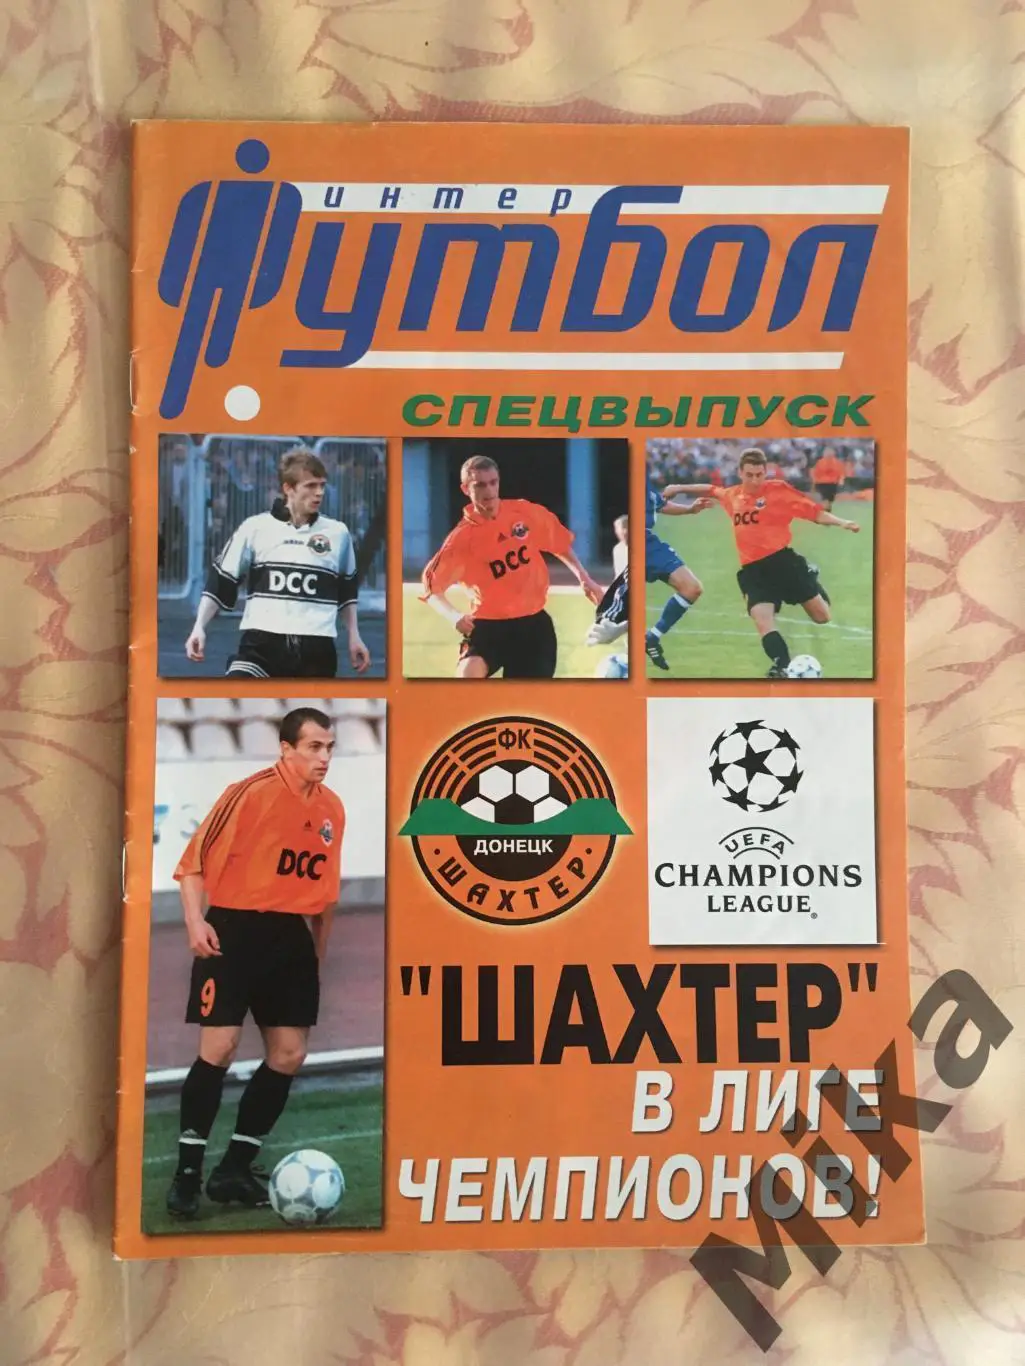 интер
Футбол
СПЕЦВЫПУСК
DCC
DCC
DCC
DCC
9
ФК
ДОНЕЦК
ШАХТЕР
UEFA
CHAMPIONS
LEAGUE®
"ШАХТЕР"
В ЛИГЕ
ЧЕМПИОНОВ!
Mika